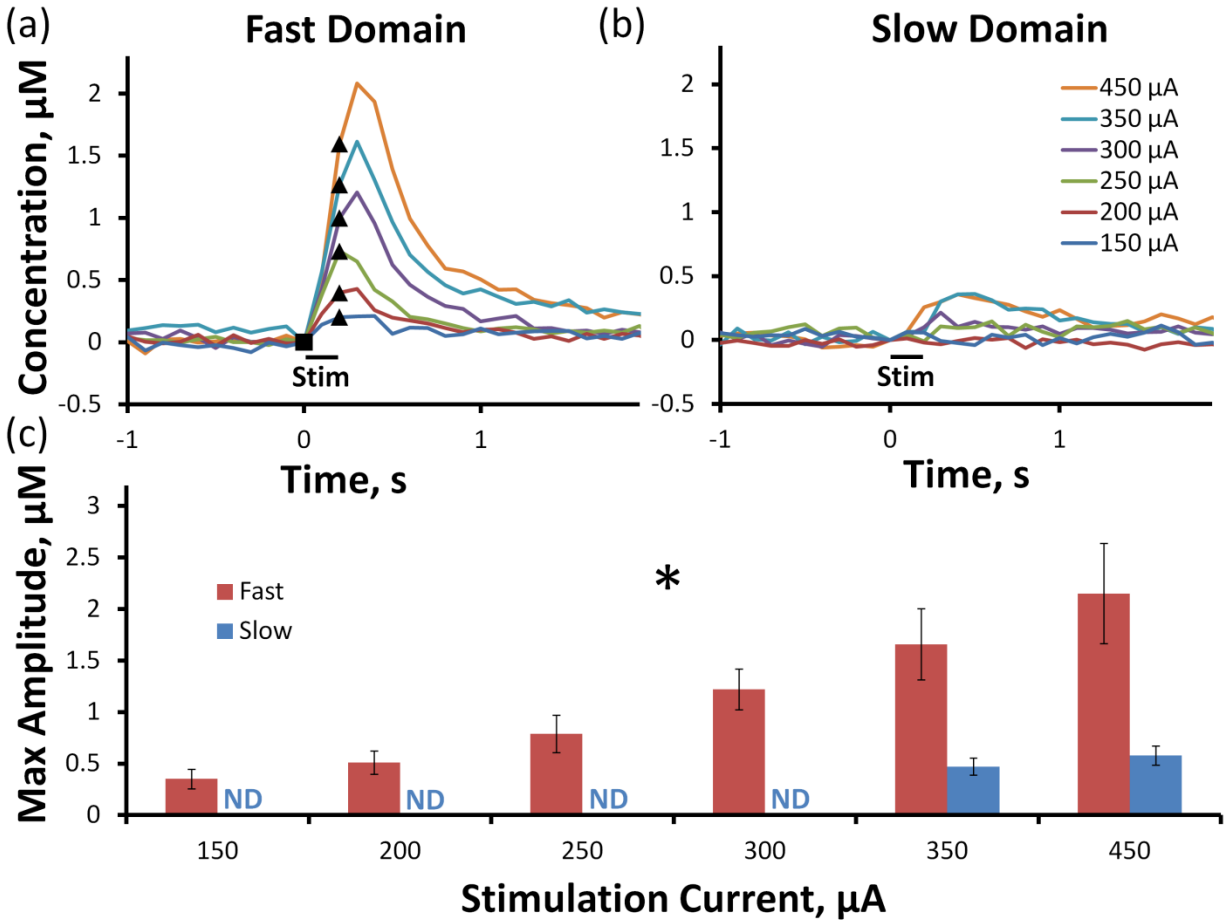 (a)
Fast Domain
(b)
Slow Domain
Concentration, µM
2
1.5
1
0.5
0
-0.5
Stim
-1
0
1
Time, s
2
1.5
1
0.5
0
-0.5
450 µA
350 µA
300 µA
250 µA
200 µA
150 µA
Stim
-1
0
1
Time, s
(c)
Max Amplitude, µM
3
2.5
2
1.5
1
0.5
0
Fast
Slow
*
ND
ND
ND
ND
150
200
250
300
350
450
Stimulation Current, µA